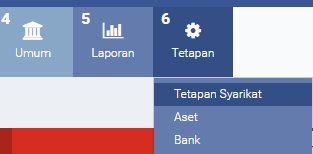 4 5 6
Umum Laporan Tetapan
Tetapan Syarikat
Aset
Bank